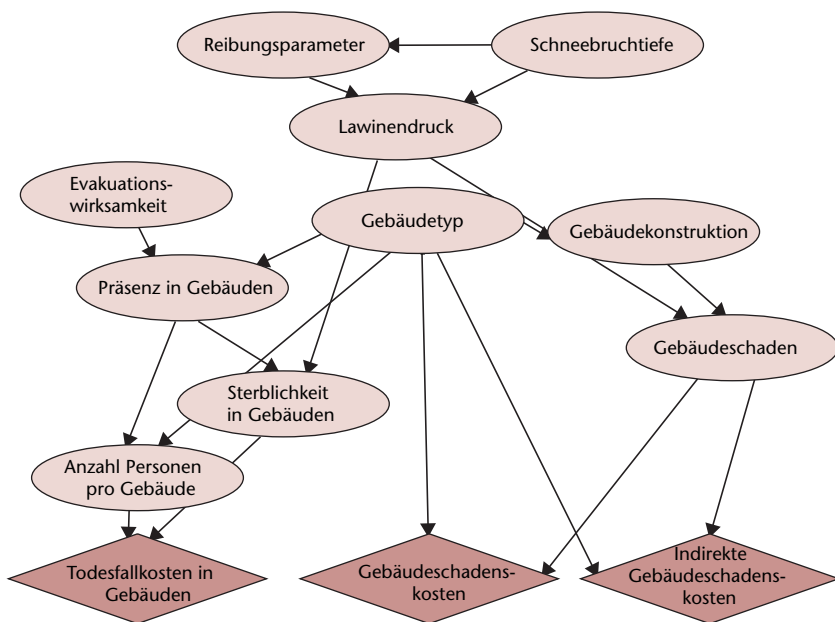 Reibungsparameter
Schneebruchtiefe
Lawinendruck
Evakuations-
wirksamkeit
Gebäudetyp
Gebäudekonstruktion
Präsenz in Gebäuden
Gebäudeschaden
Sterblichkeit
in Gebäuden
Anzahl Personen
pro Gebäude
Todesfallkosten in
Gebäuden
Gebäudeschadens-
kosten
Indirekte
Gebäudeschadens-
kosten